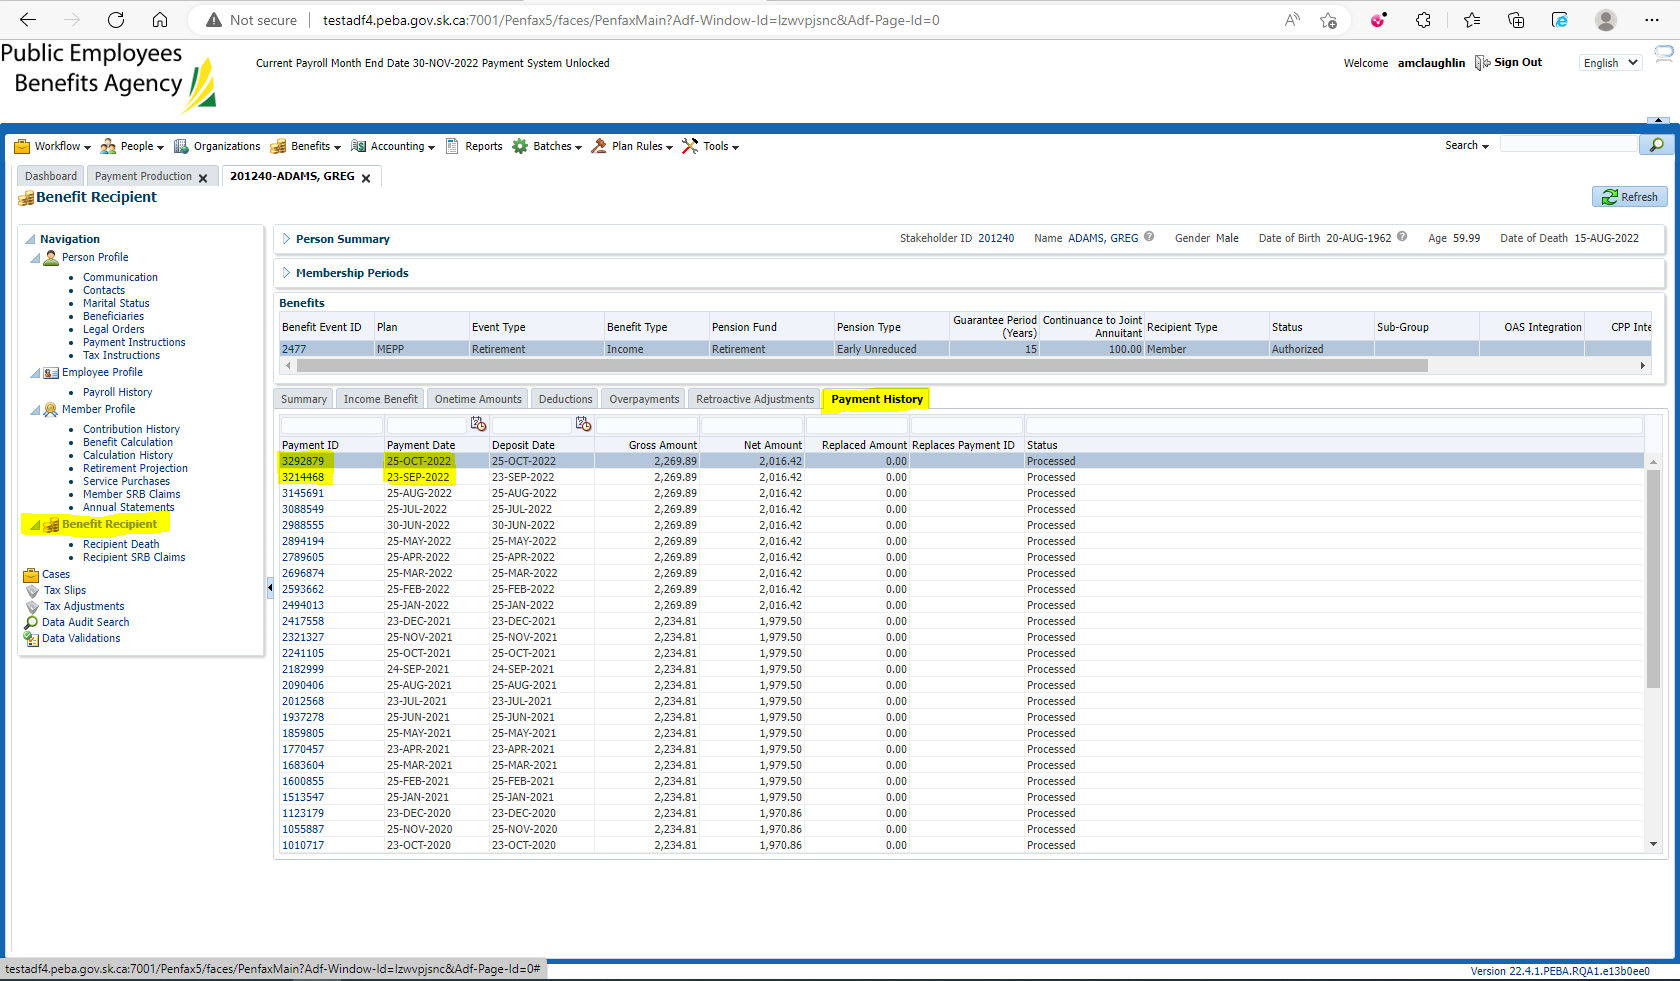 Not secure
testadf4.peba.gov.sk.ca:7001/Penfax5/faces/PenfaxMain?Adf-Window-Id=lzwvpjsnc&Adf-Page-Id=0
Public Employees
Benefits Agency
Current Payroll Month End Date 30-NOV-2022 Payment System Unlocked
Welcome amclaughlin Sign Out English
Workflow People Organizations Benefits Accounting Reports Batches Plan Rules Tools Search
Dashboard Payment Production 201240-ADAMS, GREG
Benefit Recipient Refresh
Navigation
Person Profile
Communication
Contacts
Marital Status
Beneficiaries
Legal Orders
Payment Instructions
Tax Instructions
Employee Profile
Payroll History
Member Profile
Contribution History
Benefit Calculation
Calculation History
Retirement Projection
Service Purchases
Member SRB Claims
Annual Statements
Benefit Recipient
Recipient Death
Recipient SRB Claims
Cases
Tax Slips
Tax Adjustments
Data Audit Search
Data Validations
Person Summary Stakeholder ID 201240 Name ADAMS, GREG Gender Male Date of Birth 20-AUG-1962 Age 59.99 Date of Death 15-AUG-2022
Membership Periods
Benefits
Benefit Event ID Plan Event Type Benefit Type Pension Fund Pension Type Guarantee Period (Years) Continuance to Joint Annuitant Recipient Type Status Sub-Group OAS Integration CPP Inte
2477 MEPP Retirement Income Retirement Early Unreduced 15 100.00 Member Authorized
Summary Income Benefit Onetime Amounts Deductions Overpayments Retroactive Adjustments Payment History
Payment ID Payment Date Deposit Date Gross Amount Net Amount Replaced Amount Replaces Payment ID Status
3292879 25-OCT-2022 25-OCT-2022 2,269.89 2,016.42 0.00 Processed
3214468 23-SEP-2022 23-SEP-2022 2,269.89 2,016.42 0.00 Processed
3145691 25-AUG-2022 25-AUG-2022 2,269.89 2,016.42 0.00 Processed
3088549 25-JUL-2022 25-JUL-2022 2,269.89 2,016.42 0.00 Processed
2988555 30-JUN-2022 30-JUN-2022 2,269.89 2,016.42 0.00 Processed
2894194 25-MAY-2022 25-MAY-2022 2,269.89 2,016.42 0.00 Processed
2789605 25-APR-2022 25-APR-2022 2,269.89 2,016.42 0.00 Processed
2696874 25-MAR-2022 25-MAR-2022 2,269.89 2,016.42 0.00 Processed
2593662 25-FEB-2022 25-FEB-2022 2,269.89 2,016.42 0.00 Processed
2494013 25-JAN-2022 25-JAN-2022 2,269.89 2,016.42 0.00 Processed
2417558 23-DEC-2021 23-DEC-2021 2,234.81 1,979.50 0.00 Processed
2321327 25-NOV-2021 25-NOV-2021 2,234.81 1,979.50 0.00 Processed
2241105 25-OCT-2021 25-OCT-2021 2,234.81 1,979.50 0.00 Processed
2182999 24-SEP-2021 24-SEP-2021 2,234.81 1,979.50 0.00 Processed
2090406 25-AUG-2021 25-AUG-2021 2,234.81 1,979.50 0.00 Processed
2012568 23-JUL-2021 23-JUL-2021 2,234.81 1,979.50 0.00 Processed
1937278 25-JUN-2021 25-JUN-2021 2,234.81 1,979.50 0.00 Processed
1859805 25-MAY-2021 25-MAY-2021 2,234.81 1,979.50 0.00 Processed
1770457 23-APR-2021 23-APR-2021 2,234.81 1,979.50 0.00 Processed
1683604 25-MAR-2021 25-MAR-2021 2,234.81 1,979.50 0.00 Processed
1600855 25-FEB-2021 25-FEB-2021 2,234.81 1,979.50 0.00 Processed
1513547 25-JAN-2021 25-JAN-2021 2,234.81 1,979.50 0.00 Processed
1123179 23-DEC-2020 23-DEC-2020 2,234.81 1,970.86 0.00 Processed
1055887 25-NOV-2020 25-NOV-2020 2,234.81 1,970.86 0.00 Processed
1010717 23-OCT-2020 23-OCT-2020 2,234.81 1,970.86 0.00 Processed
testadf4.peba.gov.sk.ca:7001/Penfax5/faces/PenfaxMain?Adf-Window-Id=lzwvpjsnc&Adf-Page-Id=0#
Version 22.4.1.PEBA.RQA1.e13b0ee0